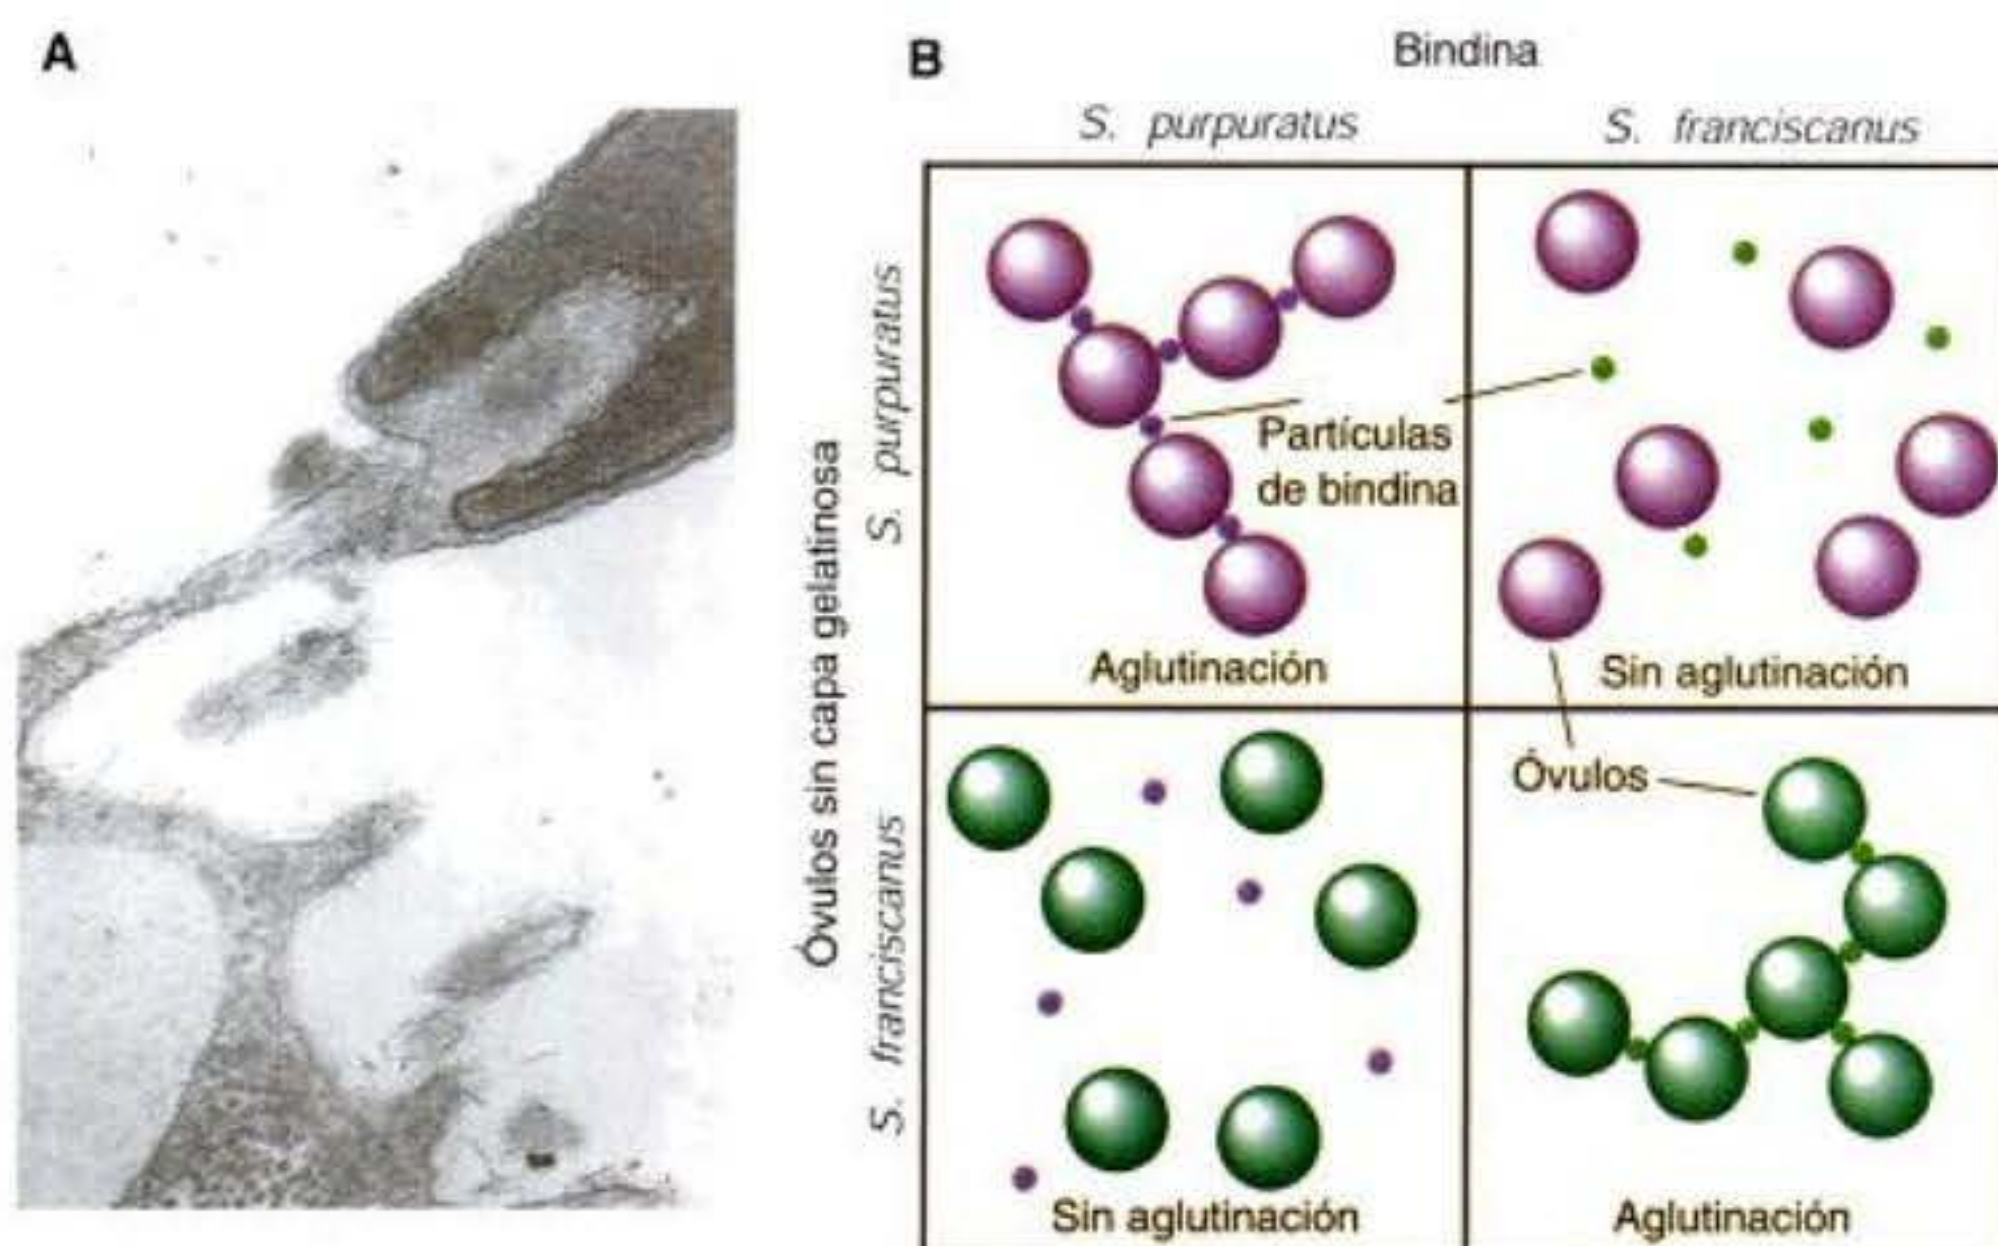 A
B
Bindina
S. purpuratus
S. franciscanus
Óvulos sin capa gelatinosa
S. purpuratus
S. franciscanus
Partículas
de bindina
Aglutinación
Sin aglutinación
Óvulos
Sin aglutinación
Aglutinación